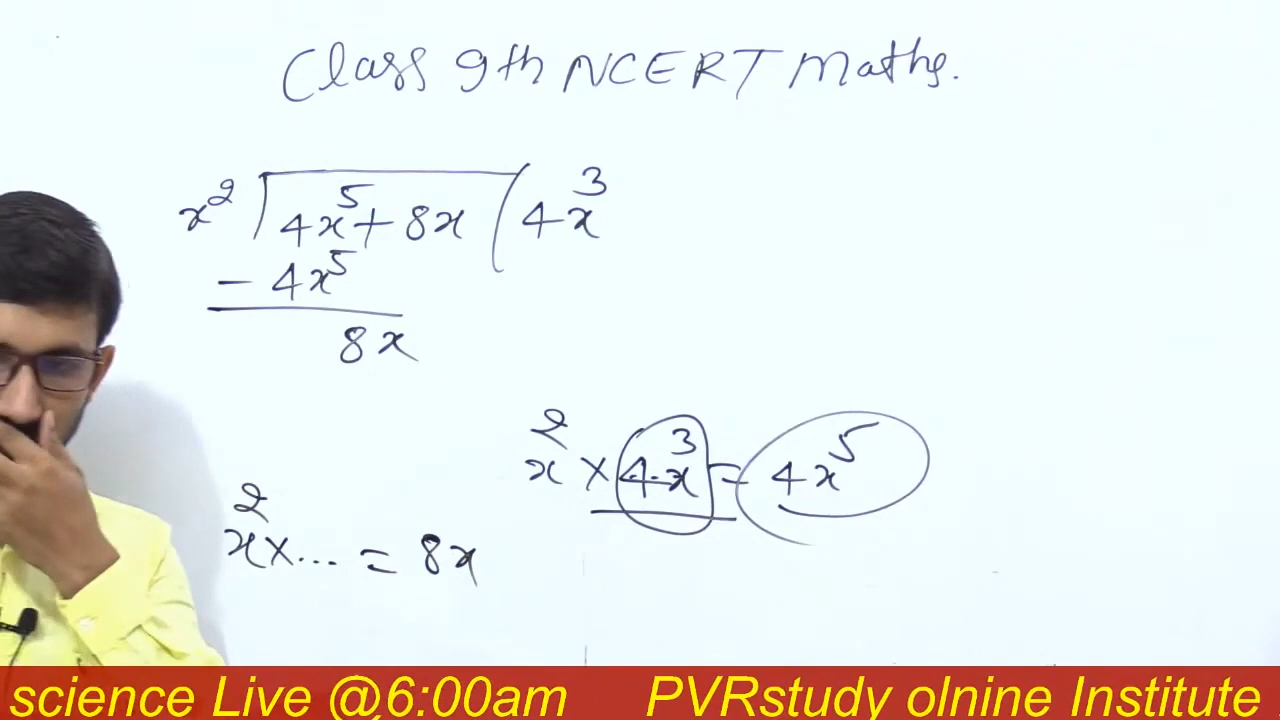 Class 9th NCERT Maths.
x² ) 4x⁵ + 8x ( 4x³
- 4x⁵
8x
x² × 4x³ = 4x⁵
x² × ... = 8x
science Live @6:00am PVRstudy olnine Institute